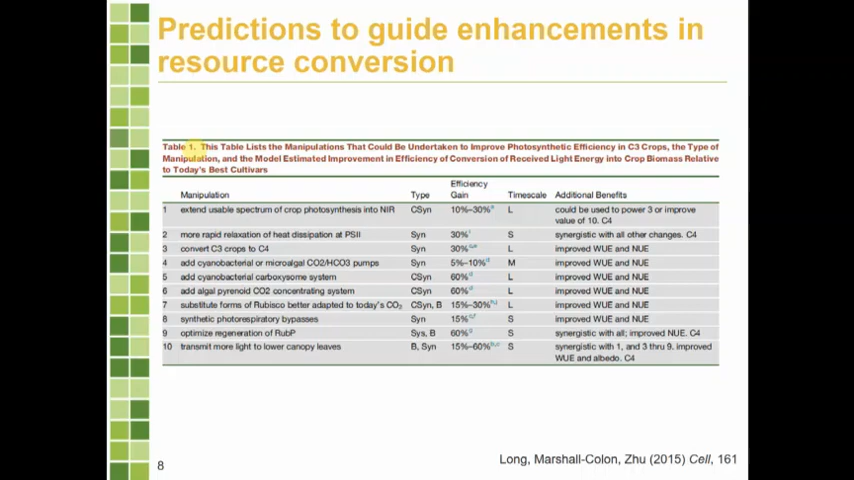 Predictions to guide enhancements in
resource conversion
Table 1. This Table Lists the Manipulations That Could Be Undertaken to Improve Photosynthetic Efficiency in C3 Crops, the Type of
Manipulation, and the Model Estimated Improvement in Efficiency of Conversion of Received Light Energy into Crop Biomass Relative
to Today's Best Cultivars
Efficiency
Manipulation Type Gain Timescale Additional Benefits
1 extend usable spectrum of crop photosynthesis into NIR CSyn 10%–30% L could be used to power 3 or improve
value of 10. C4
2 more rapid relaxation of heat dissipation at PSII Syn 30% S synergistic with all other changes. C4
3 convert C3 crops to C4 Syn 30% L improved WUE and NUE
4 add cyanobacterial or microalgal CO2/HCO3 pumps Syn 5%–10% M improved WUE and NUE
5 add cyanobacterial carboxysome system CSyn 60% L improved WUE and NUE
6 add algal pyrenoid CO2 concentrating system CSyn 60% L improved WUE and NUE
7 substitute forms of Rubisco better adapted to today's CO2 CSyn, B 15%–30% L improved WUE and NUE
8 synthetic photorespiratory bypasses Syn 15% S improved WUE and NUE
9 optimize regeneration of RubP Sys, B 60% S synergistic with all; improved NUE. C4
10 transmit more light to lower canopy leaves B, Syn 15%–60% S synergistic with 1, and 3 thru 9. improved
WUE and albedo. C4
8
Long, Marshall-Colon, Zhu (2015) Cell, 161